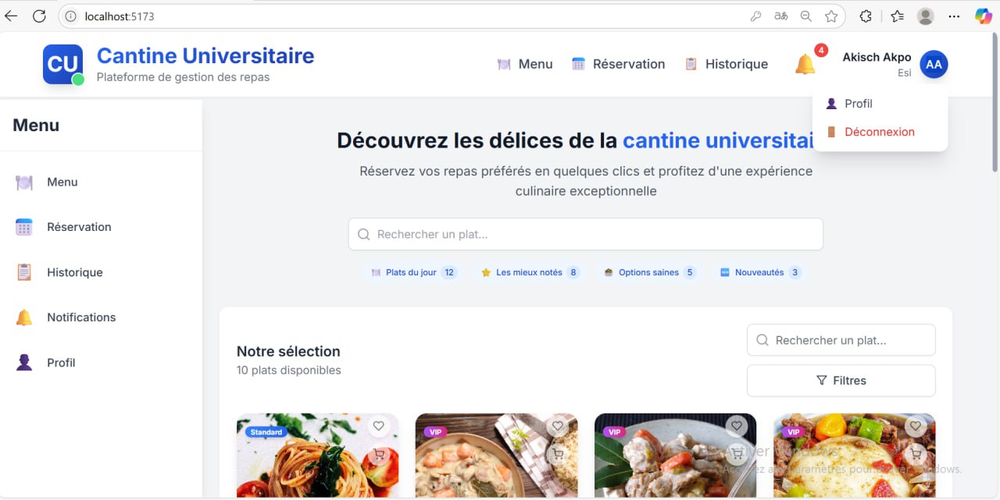 localhost:5173
aあ
CU
Cantine Universitaire
Plateforme de gestion des repas
Menu
Réservation
Historique
4
Akisch Akpo
Esi
AA
Profil
Déconnexion
Menu
Menu
Réservation
Historique
Notifications
Profil
Découvrez les délices de la cantine universitai
Réservez vos repas préférés en quelques clics et profitez d'une expérience
culinaire exceptionnelle
Rechercher un plat...
Plats du jour 12
Les mieux notés 8
Options saines 5
Nouveautés 3
Notre sélection
10 plats disponibles
Rechercher un plat...
Filtres
Standard
VIP
VIP
VIP
Activer Windows
Accédez aux paramètres pour activer Windows.